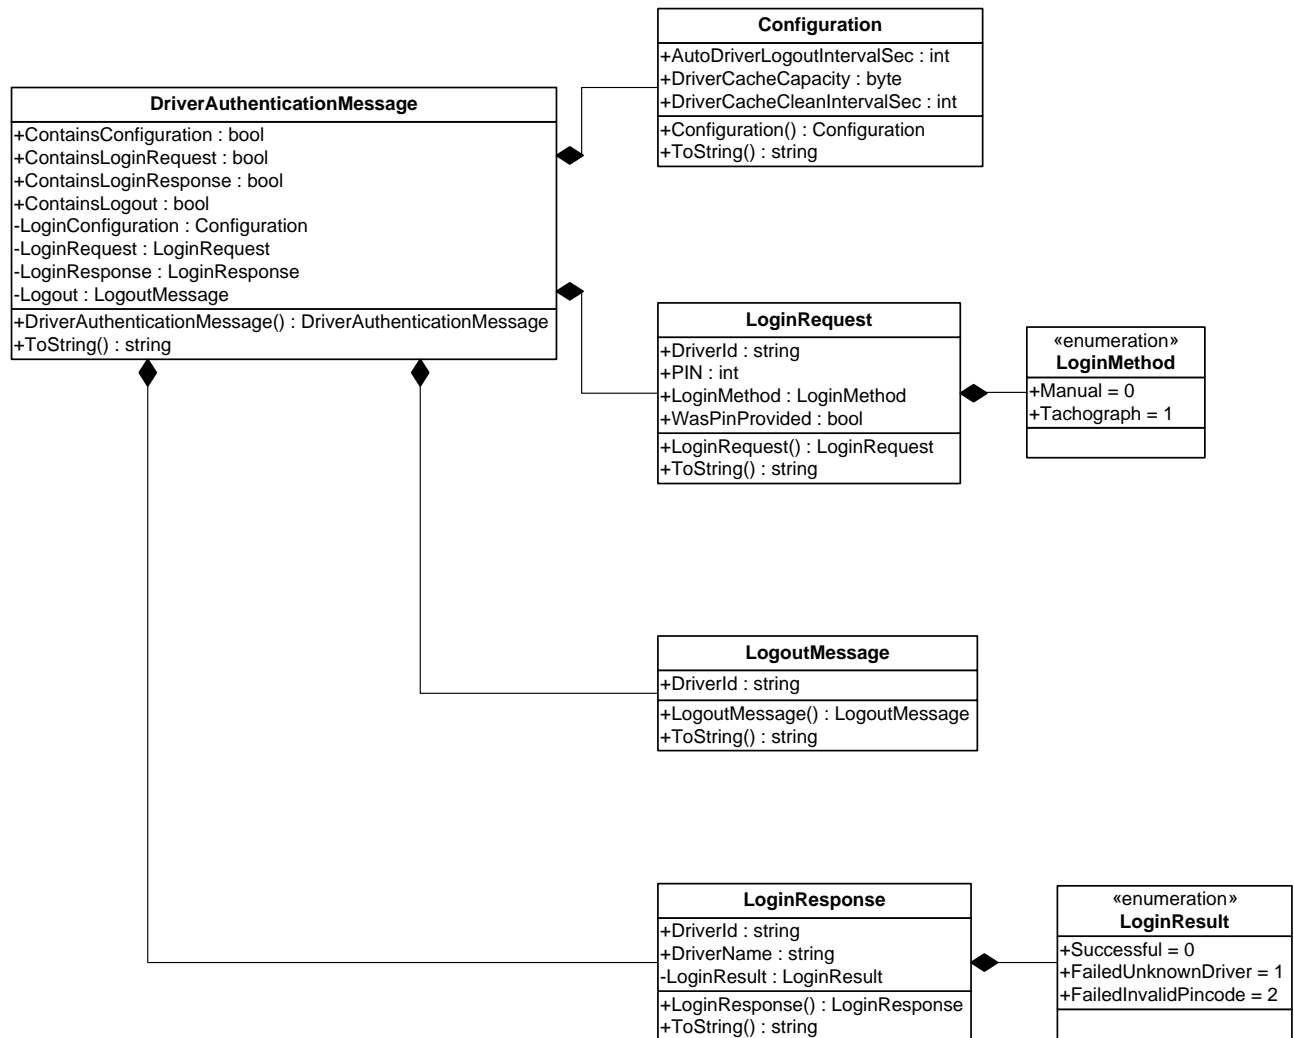 Configuration
+AutoDriverLogoutIntervalSec : int
+DriverCacheCapacity : byte
+DriverCacheCleanIntervalSec : int
+Configuration() : Configuration
+ToString() : string
DriverAuthenticationMessage
+ContainsConfiguration : bool
+ContainsLoginRequest : bool
+ContainsLoginResponse : bool
+ContainsLogout : bool
-LoginConfiguration : Configuration
-LoginRequest : LoginRequest
-LoginResponse : LoginResponse
-Logout : LogoutMessage
+DriverAuthenticationMessage() : DriverAuthenticationMessage
+ToString() : string
LoginRequest
+DriverId : string
+PIN : int
+LoginMethod : LoginMethod
+WasPinProvided : bool
+LoginRequest() : LoginRequest
+ToString() : string
«enumeration»
LoginMethod
+Manual = 0
+Tachograph = 1
LogoutMessage
+DriverId : string
+LogoutMessage() : LogoutMessage
+ToString() : string
LoginResponse
+DriverId : string
+DriverName : string
-LoginResult : LoginResult
+LoginResponse() : LoginResponse
+ToString() : string
«enumeration»
LoginResult
+Successful = 0
+FailedUnknownDriver = 1
+FailedInvalidPincode = 2